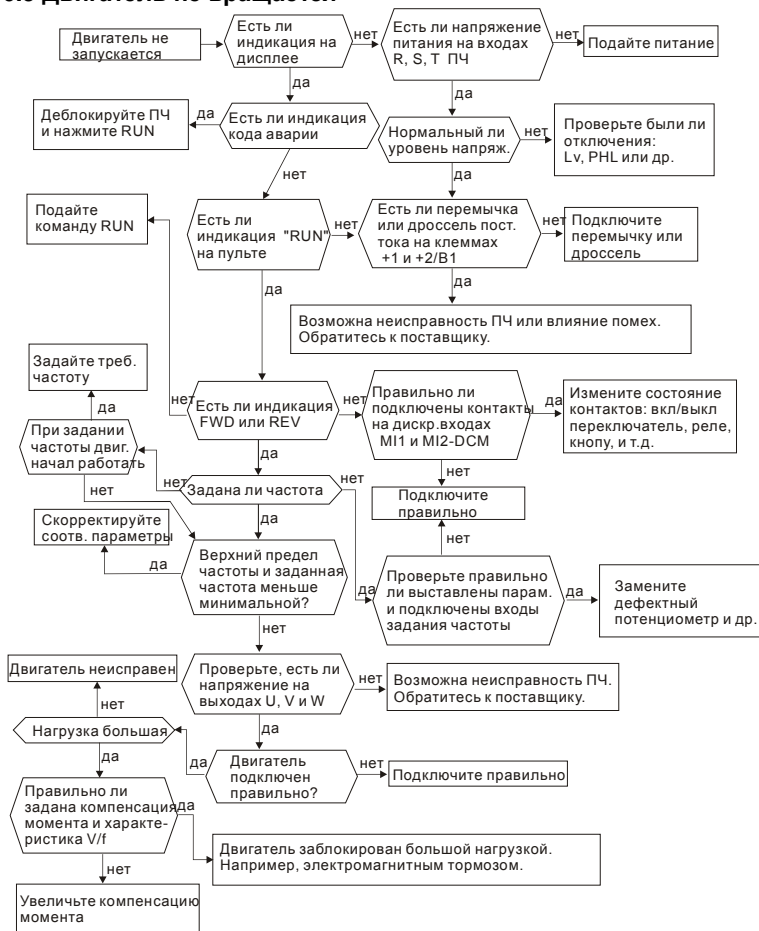 Двигатель не
запускается
Есть ли
индикация на
дисплее
нет
Есть ли напряжение
питания на входах
R, S, T ПЧ
нет
Подайте питание
да
да
Деблокируйте ПЧ
и нажмите RUN
да
Есть ли индикация
кода аварии
Нормальный ли
уровень напряж.
нет
Проверьте были ли
отключения:
Lv, PHL или др.
нет
да
Подайте
команду RUN
Есть ли
индикация "RUN"
на пульте
нет
Есть ли перемычка
или дроссель пост.
тока на клеммах
+1 и +2/B1
нет
Подключите
перемычку или
дроссель
да
да
Возможна неисправность ПЧ или влияние помех.
Обратитесь к поставщику.
Задайте треб.
частоту
да
нет
Есть ли индикация
FWD или REV
нет
Правильно ли
подключены контакты
на дискр.входах
MI1 и MI2-DCM
да
Измените состояние
контактов: вкл/выкл
переключатель, реле,
кнопу, и т.д.
При задании
частоты двиг.
начал работать
да
нет
нет
нет
Задана ли частота
нет
Подключите
правильно
Скорректируйте
соотв. параметры
да
нет
да
Верхний предел
частоты и заданная
частота меньше
минимальной?
да
Проверьте правильно
ли выставлены парам.
и подключены входы
задания частоты
да
Замените
дефектный
потенциометр и др.
нет
Двигатель неисправен
Проверьте, есть ли
напряжение на
выходах U, V и W
нет
Возможна неисправность ПЧ.
Обратитесь к поставщику.
нет
да
Нагрузка большая
да
да
Двигатель
подключен
правильно?
нет
Подключите правильно
Правильно ли
задана компенсация
момента и характе-
ристика V/f
да
Двигатель заблокирован большой нагрузкой.
Например, электромагнитным тормозом.
нет
Увеличьте компенсацию
момента